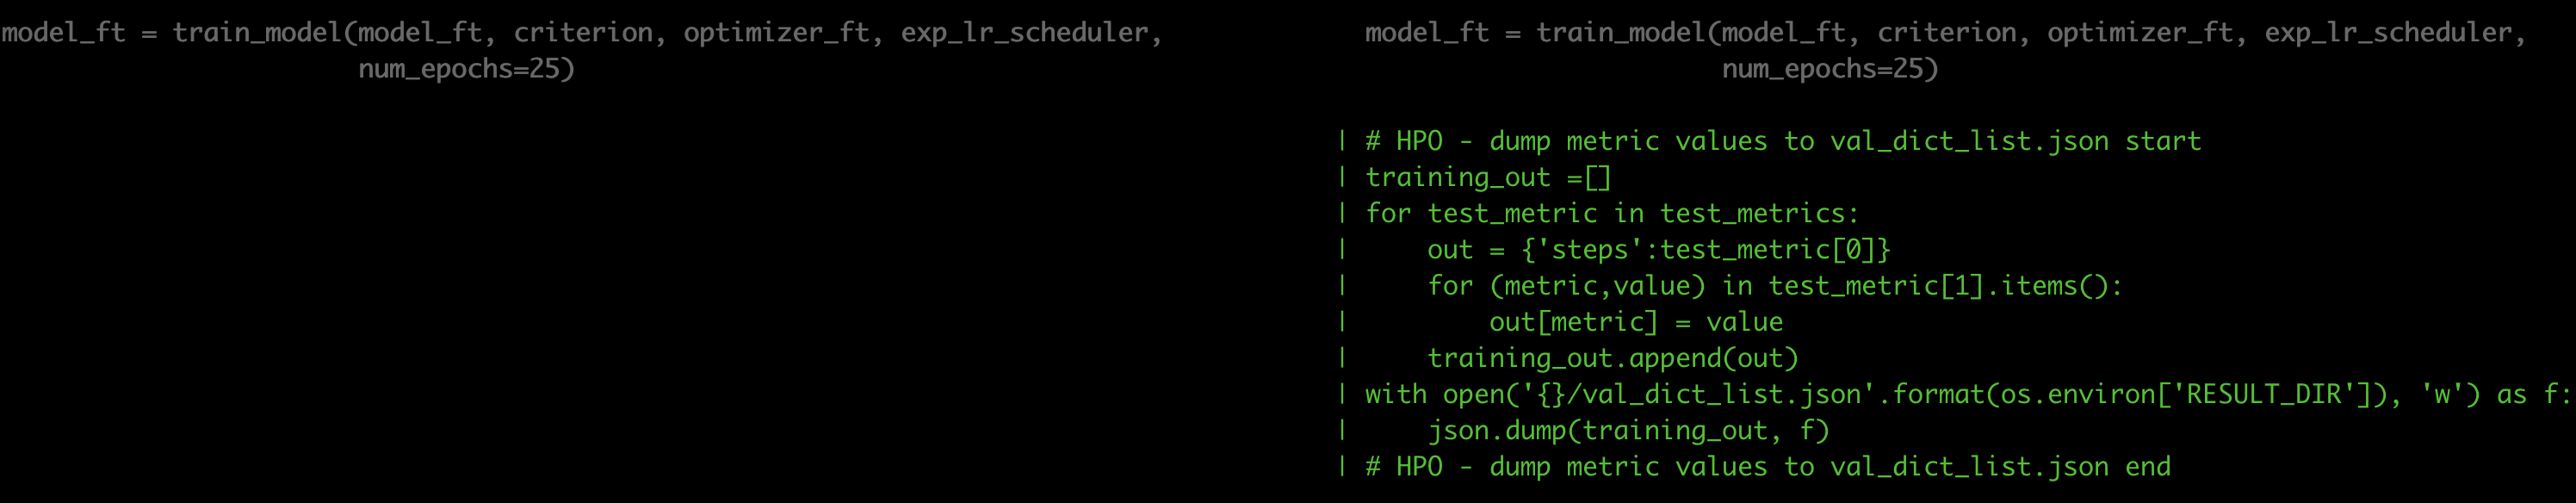 model_ft = train_model(model_ft, criterion, optimizer_ft, exp_lr_scheduler,
                       num_epochs=25)
model_ft = train_model(model_ft, criterion, optimizer_ft, exp_lr_scheduler,
                       num_epochs=25)
| # HPO - dump metric values to val_dict_list.json start
| training_out =[]
| for test_metric in test_metrics:
|     out = {'steps':test_metric[0]}
|     for (metric,value) in test_metric[1].items():
|         out[metric] = value
|     training_out.append(out)
| with open('{}/val_dict_list.json'.format(os.environ['RESULT_DIR']), 'w') as f:
|     json.dump(training_out, f)
| # HPO - dump metric values to val_dict_list.json end